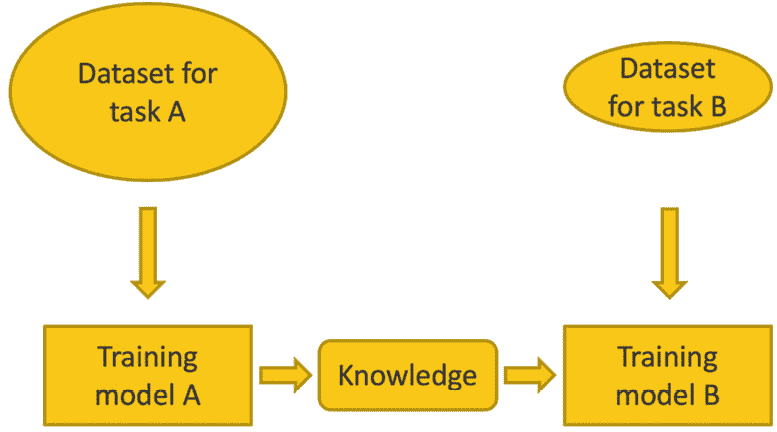 Dataset for
task A
Dataset
for task B
Training
model A
Knowledge
Training
model B